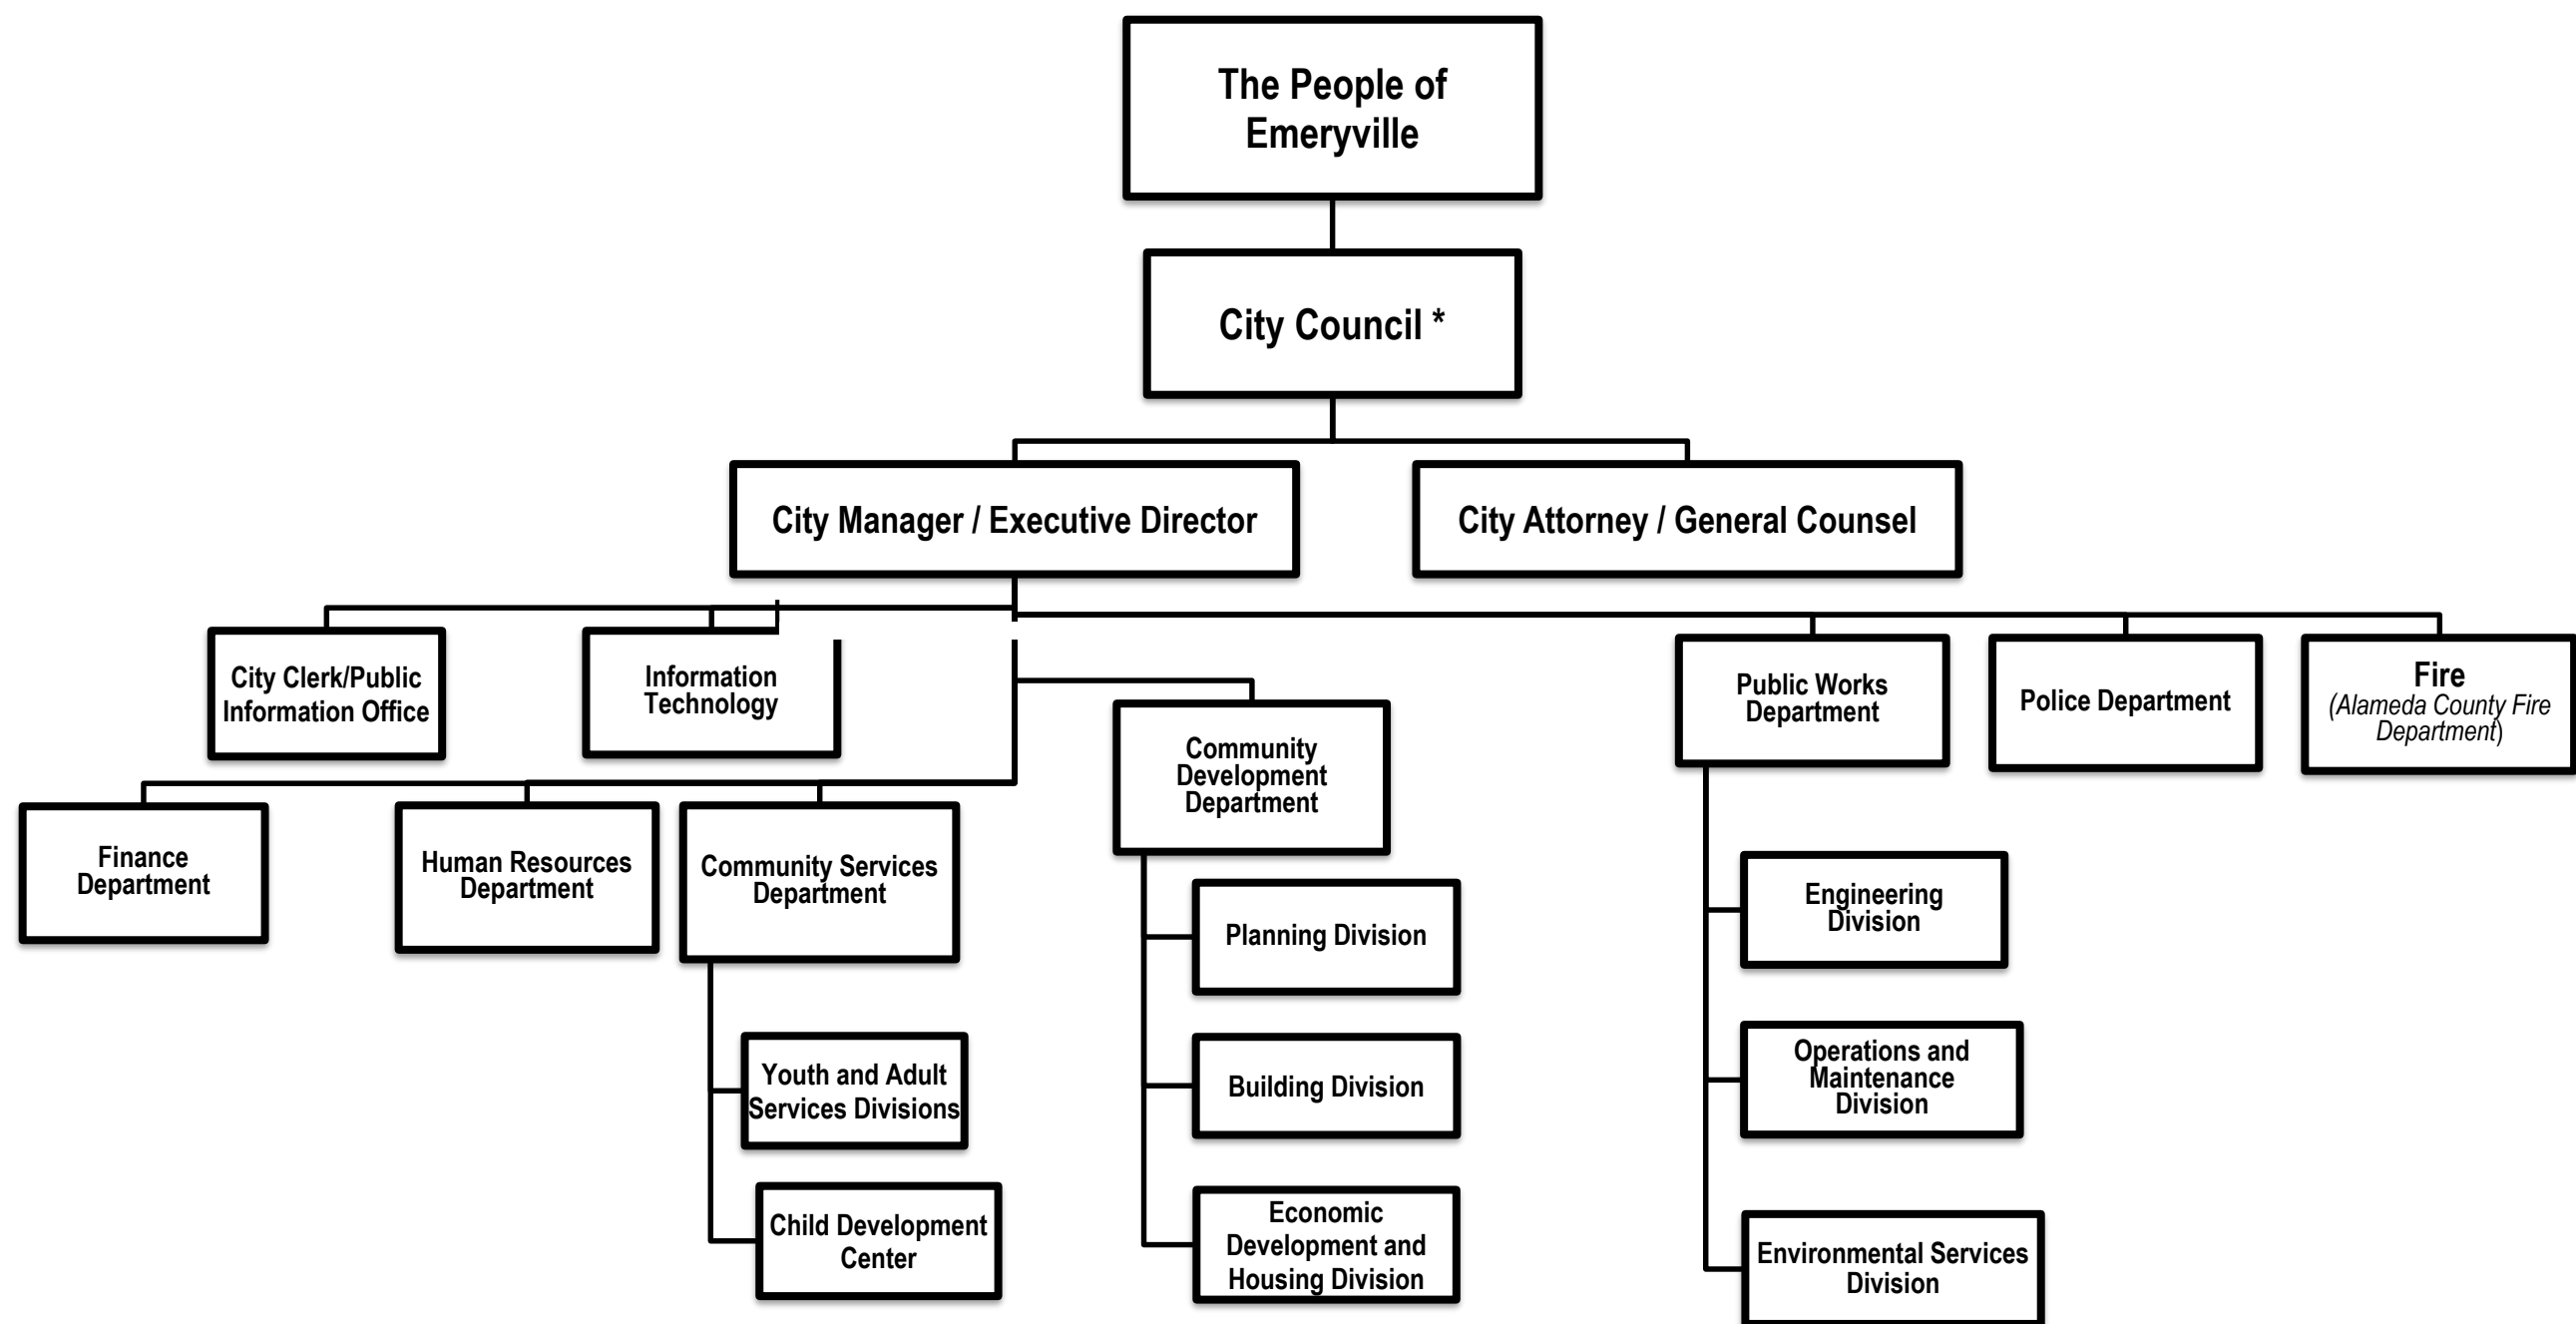 The People of
Emeryville
City Council *
City Manager / Executive Director
City Attorney / General Counsel
City Clerk/Public
Information Office
Information
Technology
Public Works
Department
Police Department
Fire
(Alameda County Fire
Department)
Community
Development
Department
Finance
Department
Human Resources
Department
Community Services
Department
Planning Division
Building Division
Economic
Development and
Housing Division
Youth and Adult
Services Divisions
Child Development
Center
Engineering
Division
Operations and
Maintenance
Division
Environmental Services
Division